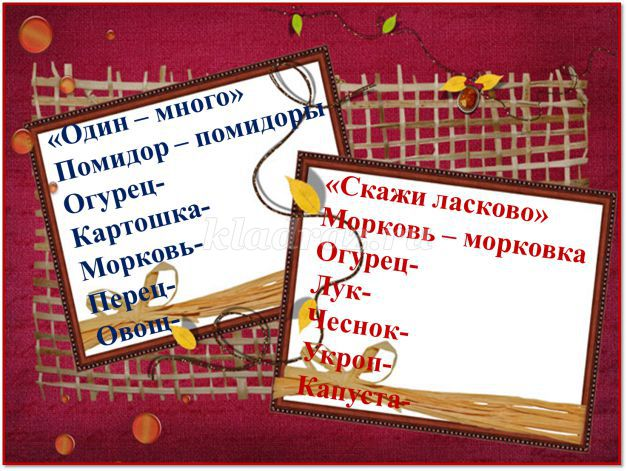 «Один – много»
Помидор – помидоры
Огурец-
Картошка-
Морковь-
Перец-
Овощ-
«Скажи ласково»
Морковь – морковка
Огурец-
Лук-
Чеснок-
Укроп-
Капуста-